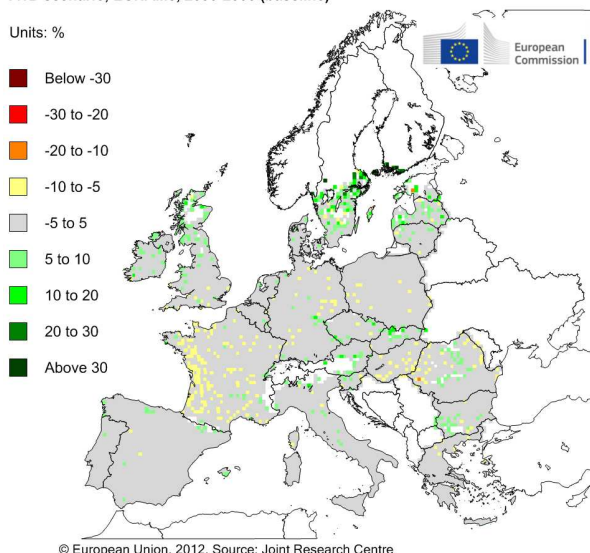 Units: %
European
Commission
Below -30
-30 to -20
-20 to -10
-10 to -5
-5 to 5
5 to 10
10 to 20
20 to 30
Above 30
© European Union, 2012. Source: Joint Research Centre